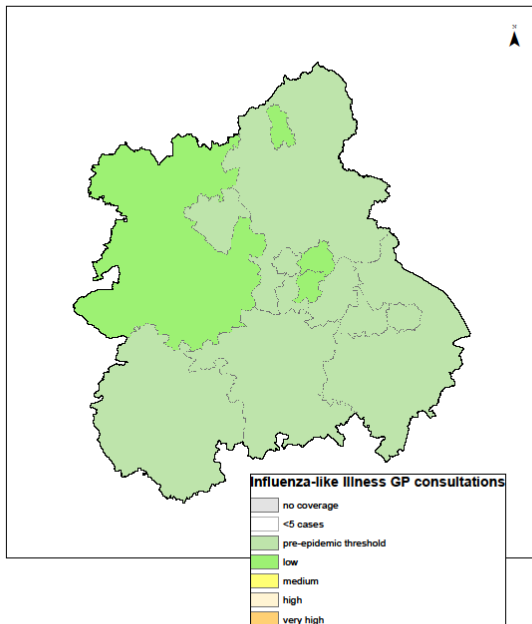 N
Influenza-like Illness GP consultations
no coverage
<5 cases
pre-epidemic threshold
low
medium
high
very high